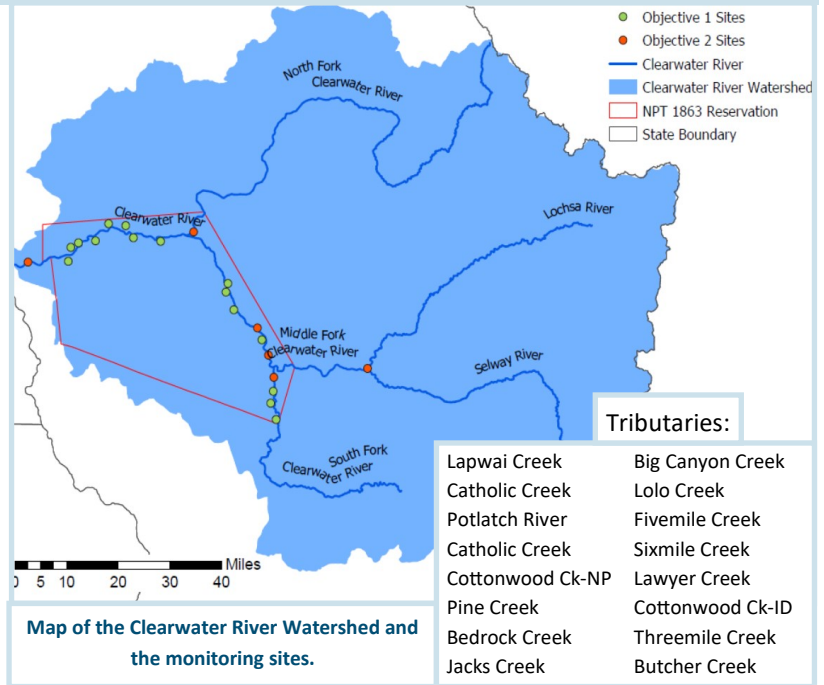 Objective 1 Sites
Objective 2 Sites
Clearwater River
Clearwater River Watershed
NPT 1863 Reservation
State Boundary
North Fork
Clearwater River
Clearwater River
Lochsa River
Middle Fork
Clearwater River
Selway River
South Fork
Clearwater River
Miles
0 5 10 20 30 40
Map of the Clearwater River Watershed and
the monitoring sites.
Tributaries:
Lapwai Creek
Catholic Creek
Potlatch River
Catholic Creek
Cottonwood Ck-NP
Pine Creek
Bedrock Creek
Jacks Creek
Big Canyon Creek
Lolo Creek
Fivemile Creek
Sixmile Creek
Lawyer Creek
Cottonwood Ck-ID
Threemile Creek
Butcher Creek